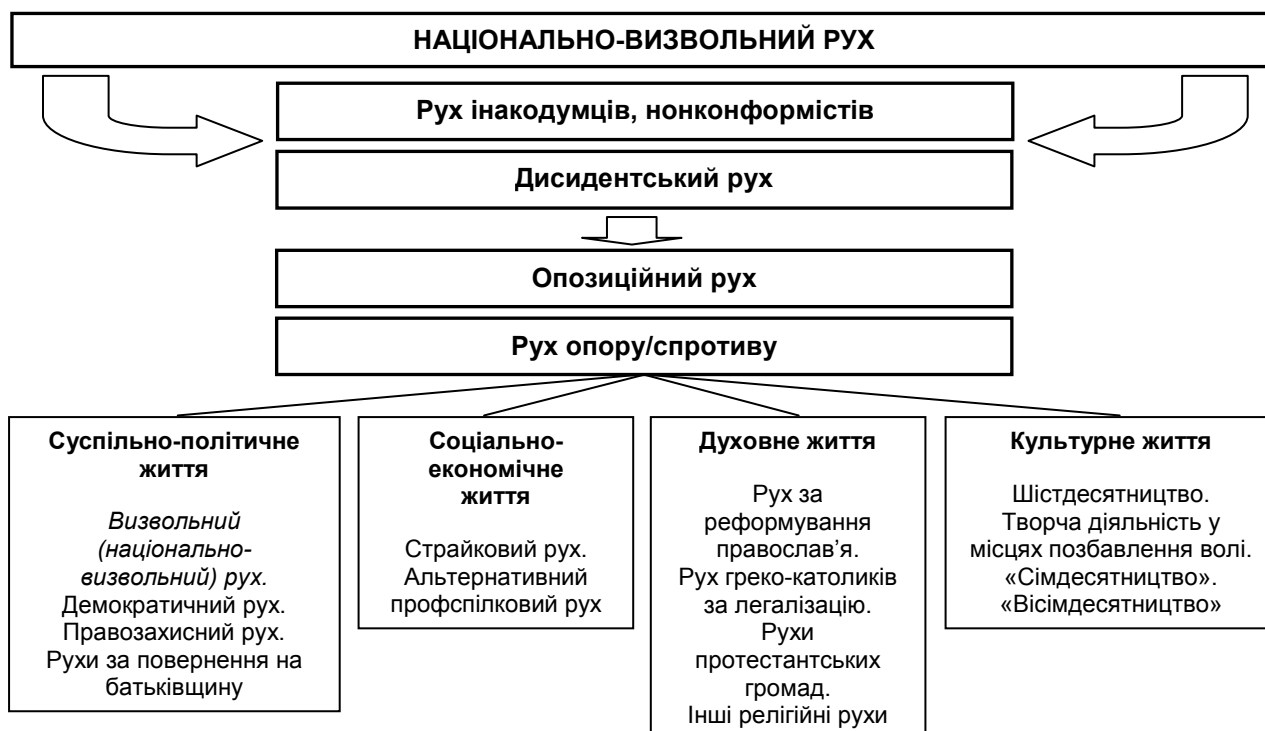 НАЦІОНАЛЬНО-ВИЗВОЛЬНИЙ РУХ
Рух інакодумців, нонконформістів
Дисидентський рух
Опозиційний рух
Рух опору/спротиву
Суспільно-політичне
життя
Визвольний
(національно-
визвольний) рух.
Демократичний рух.
Правозахисний рух.
Рухи за повернення на
батьківщину
Соціально-
економічне
життя
Страйковий рух.
Альтернативний
профспілковий рух
Духовне життя
Рух за
реформування
православ’я.
Рух греко-католиків
за легалізацію.
Рухи
протестантських
громад.
Інші релігійні рухи
Культурне життя
Шістдесятництво.
Творча діяльність у
місцях позбавлення волі.
«Сімдесятництво».
«Вісімдесятництво»